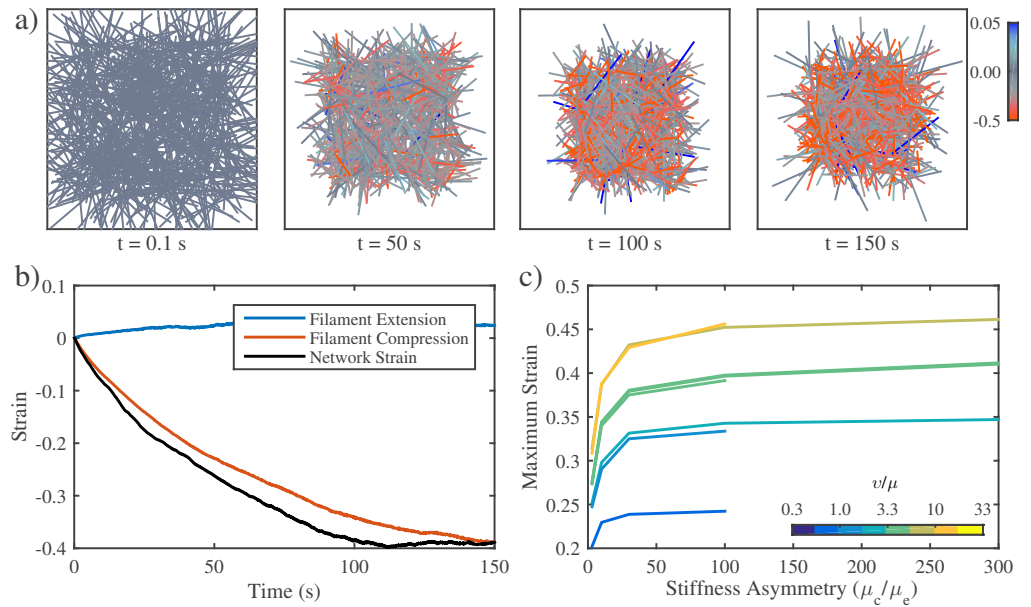 a)
0.05
0.00
-0.5
t = 0.1 s
t = 50 s
t = 100 s
t = 150 s
b)
0.1
0
-0.1
-0.2
-0.3
-0.4
Strain
Filament Extension
Filament Compression
Network Strain
0
50
100
150
Time (s)
c)
0.5
0.45
0.4
0.35
0.3
0.25
0.2
Maximum Strain
υ/μ
0.3
1.0
3.3
10
33
0
50
100
150
200
250
300
Stiffness Asymmetry (μc/μe)